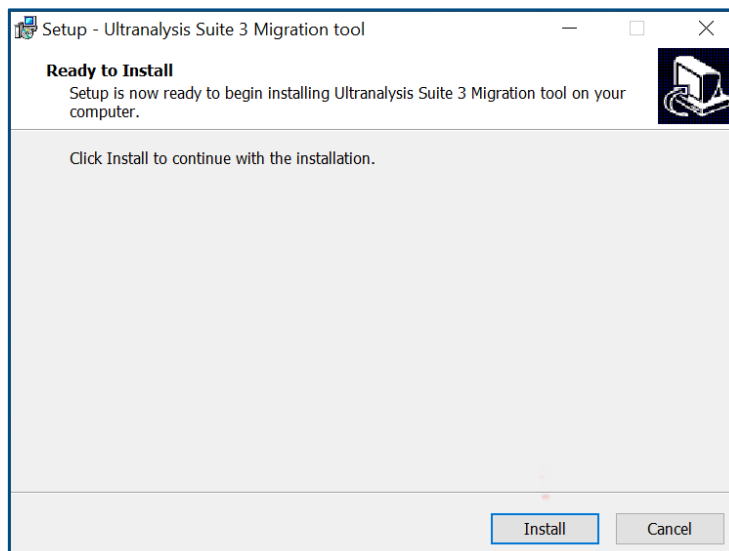 Setup - Ultranalysis Suite 3 Migration tool
Ready to Install
Setup is now ready to begin installing Ultranalysis Suite 3 Migration tool on your
computer.
Click Install to continue with the installation.
Install
Cancel